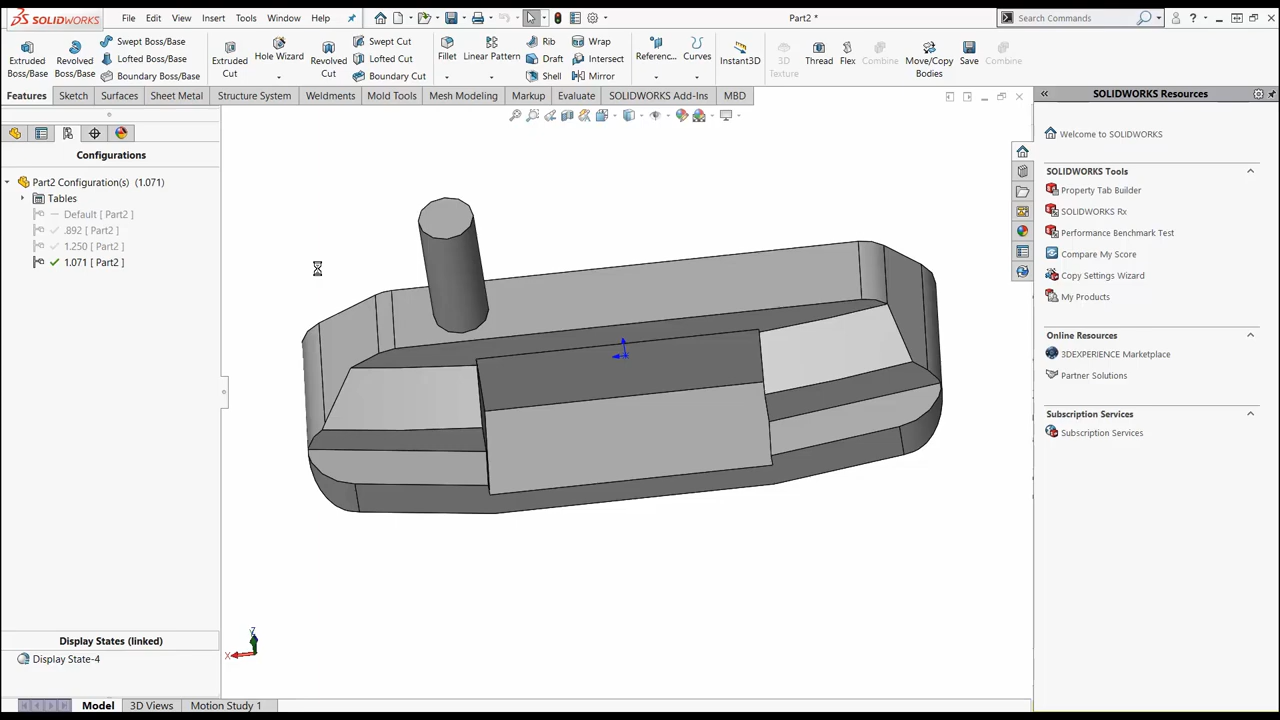 SOLIDWORKS
File Edit View Insert Tools Window Help
Part2 *
Search Commands
Extruded Boss/Base
Revolved Boss/Base
Swept Boss/Base
Lofted Boss/Base
Boundary Boss/Base
Extruded Cut
Hole Wizard
Revolved Cut
Swept Cut
Lofted Cut
Boundary Cut
Fillet
Linear Pattern
Rib
Draft
Shell
Wrap
Intersect
Mirror
Referenc...
Curves
Instant3D
3D Texture
Thread
Flex
Combine
Move/Copy Bodies
Save
Combine
Features Sketch Surfaces Sheet Metal Structure System Weldments Mold Tools Mesh Modeling Markup Evaluate SOLIDWORKS Add-Ins MBD
SOLIDWORKS Resources
Configurations
Part2 Configuration(s) (1.071)
Tables
Default [ Part2 ]
.892 [ Part2 ]
1.250 [ Part2 ]
1.071 [ Part2 ]
Welcome to SOLIDWORKS
SOLIDWORKS Tools
Property Tab Builder
SOLIDWORKS Rx
Performance Benchmark Test
Compare My Score
Copy Settings Wizard
My Products
Online Resources
3DEXPERIENCE Marketplace
Partner Solutions
Subscription Services
Subscription Services
Display States (linked)
Display State-4
Z
X
Model 3D Views Motion Study 1